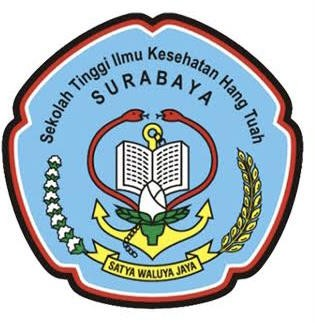 Sekolah Tinggi Ilmu Kesehatan Hang Tuah
SURABAYA
SATYA WALUYA JAYA